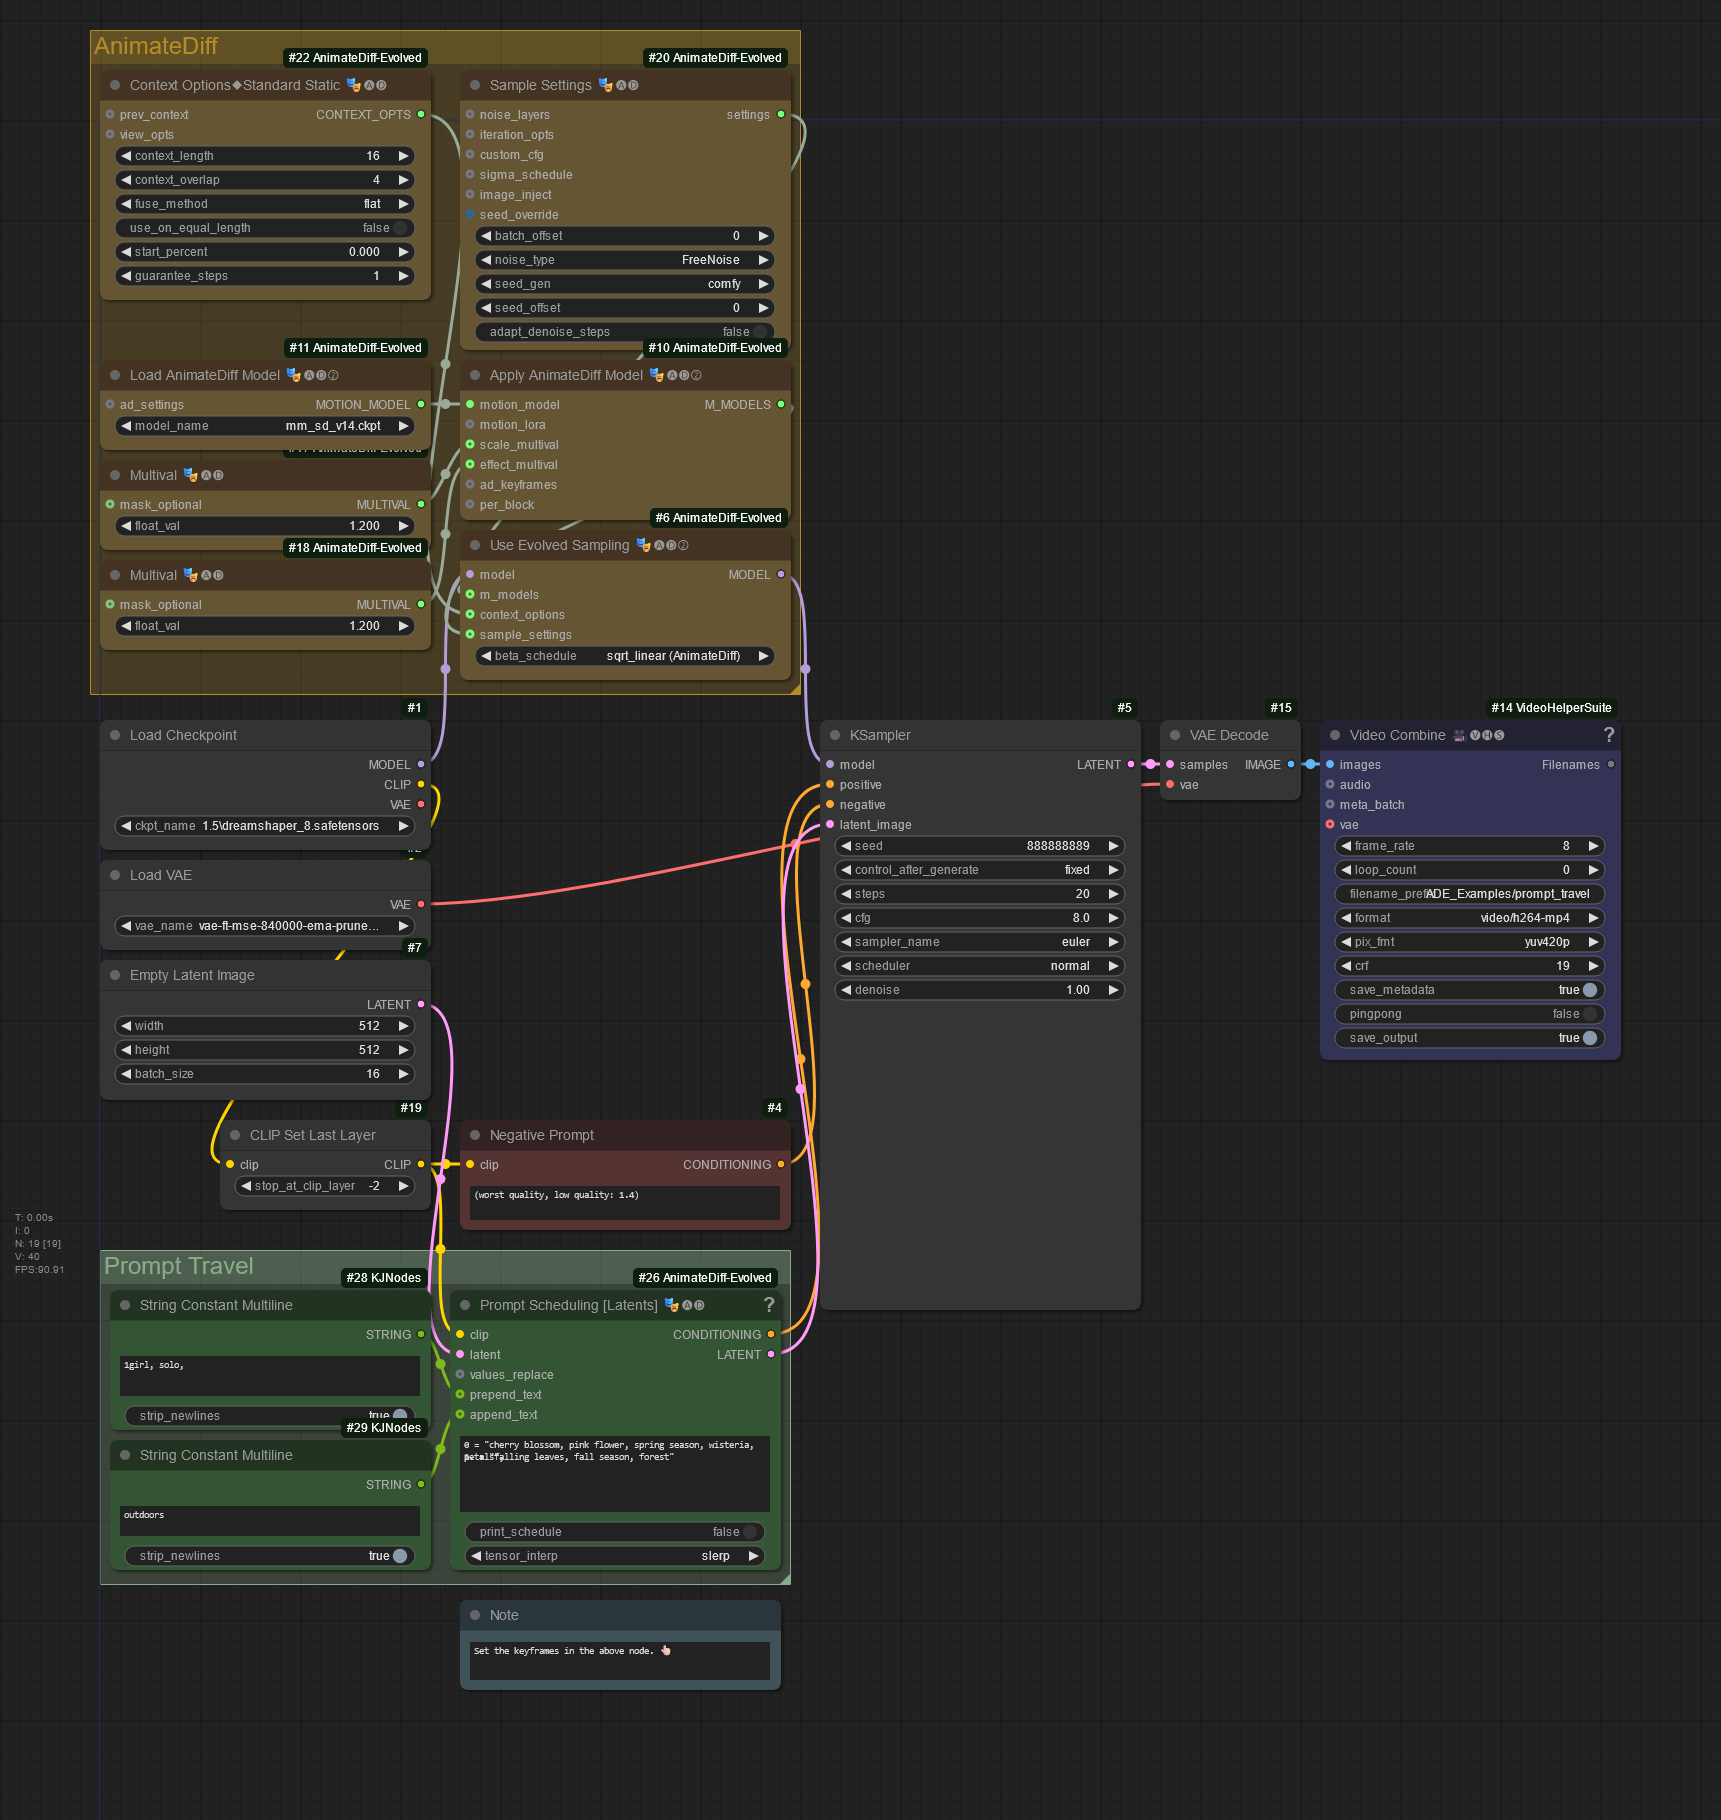 AnimateDiff
#22 AnimateDiff-Evolved
Context Options◆Standard Static 🎭🅐🅓
prev_context CONTEXT_OPTS
view_opts
context_length 16
context_overlap 4
fuse_method flat
use_on_equal_length false
start_percent 0.000
guarantee_steps 1
#20 AnimateDiff-Evolved
Sample Settings 🎭🅐🅓
noise_layers settings
iteration_opts
custom_cfg
sigma_schedule
image_inject
seed_override
batch_offset 0
noise_type FreeNoise
seed_gen comfy
seed_offset 0
adapt_denoise_steps false
#11 AnimateDiff-Evolved
Load AnimateDiff Model 🎭🅐🅓②
ad_settings MOTION_MODEL
model_name mm_sd_v14.ckpt
#10 AnimateDiff-Evolved
Apply AnimateDiff Model 🎭🅐🅓②
motion_model M_MODELS
motion_lora
scale_multival
effect_multival
ad_keyframes
per_block
Multival 🎭🅐🅓
mask_optional MULTIVAL
float_val 1.200
#18 AnimateDiff-Evolved
Multival 🎭🅐🅓
mask_optional MULTIVAL
float_val 1.200
#6 AnimateDiff-Evolved
Use Evolved Sampling 🎭🅐🅓②
model MODEL
m_models
context_options
sample_settings
beta_schedule sqrt_linear (AnimateDiff)
#1
Load Checkpoint
MODEL
CLIP
VAE
ckpt_name 1.5\dreamshaper_8.safetensors
Load VAE
VAE
vae_name vae-ft-mse-840000-ema-prune...
#7
Empty Latent Image
LATENT
width 512
height 512
batch_size 16
#19
CLIP Set Last Layer
clip CLIP
stop_at_clip_layer -2
#4
Negative Prompt
clip CONDITIONING
(worst quality, low quality: 1.4)
#5
KSampler
model LATENT
positive
negative
latent_image
seed 888888889
control_after_generate fixed
steps 20
cfg 8.0
sampler_name euler
scheduler normal
denoise 1.00
#15
VAE Decode
samples IMAGE
vae
#14 VideoHelperSuite
Video Combine 🎥🅥🅗🅢 ?
images Filenames
audio
meta_batch
vae
frame_rate 8
loop_count 0
ADE_Examples/prompt_travel
format video/h264-mp4
pix_fmt yuv420p
crf 19
save_metadata true
pingpong false
save_output true
T: 0.00s
I: 0
N: 19 [19]
V: 40
FPS:90.91
Prompt Travel
#28 KJNodes
String Constant Multiline
STRING
1girl, solo,
strip_newlines true
#29 KJNodes
String Constant Multiline
STRING
outdoors
strip_newlines true
#26 AnimateDiff-Evolved
Prompt Scheduling [Latents] 🎭🅐🅓 ?
clip CONDITIONING
latent LATENT
values_replace
prepend_text
append_text
0 = "cherry blossom, pink flower, spring season, wisteria,
leaves, fall season, forest"
print_schedule false
tensor_interp slerp
Note
Set the keyframes in the above node. 👆🏻